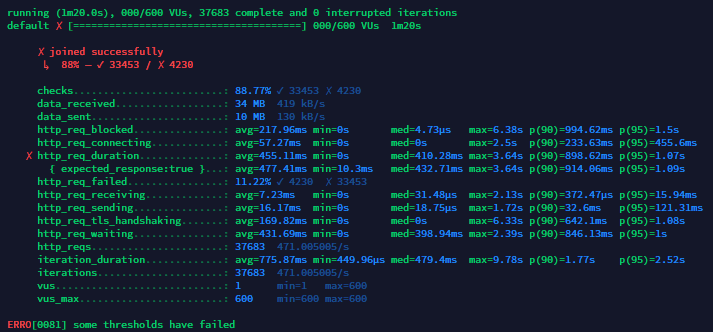 running (1m20.0s), 000/600 VUs, 37683 complete and 0 interrupted iterations
default ✗ [======================================] 000/600 VUs  1m20s
✗ joined successfully
↳  88% — ✓ 33453 / ✗ 4230
checks.........................: 88.77% ✓ 33453 ✗ 4230
data_received..................: 34 MB  419 kB/s
data_sent......................: 10 MB  130 kB/s
http_req_blocked...............: avg=217.96ms min=0s       med=4.73µs   max=6.38s p(90)=994.62ms p(95)=1.5s
http_req_connecting............: avg=57.27ms  min=0s       med=0s       max=2.5s  p(90)=233.63ms p(95)=455.6ms
✗ http_req_duration..............: avg=455.11ms min=0s       med=410.28ms max=3.64s p(90)=898.62ms p(95)=1.07s
{ expected_response:true }...: avg=477.41ms min=10.3ms   med=432.71ms max=3.64s p(90)=914.06ms p(95)=1.09s
http_req_failed................: 11.22% ✓ 4230  ✗ 33453
http_req_receiving.............: avg=7.23ms   min=0s       med=31.48µs  max=2.13s p(90)=372.47µs p(95)=15.94ms
http_req_sending...............: avg=16.17ms  min=0s       med=18.75µs  max=1.72s p(90)=32.6ms   p(95)=121.31ms
http_req_tls_handshaking.......: avg=169.82ms min=0s       med=0s       max=6.33s p(90)=642.1ms  p(95)=1.08s
http_req_waiting...............: avg=431.69ms min=0s       med=398.94ms max=2.39s p(90)=846.13ms p(95)=1s
http_reqs......................: 37683  471.005005/s
iteration_duration.............: avg=775.87ms min=449.96µs med=479.4ms  max=9.78s p(90)=1.77s    p(95)=2.52s
iterations.....................: 37683  471.005005/s
vus............................: 1      min=1   max=600
vus_max........................: 600    min=600 max=600
ERRO[0081] some thresholds have failed